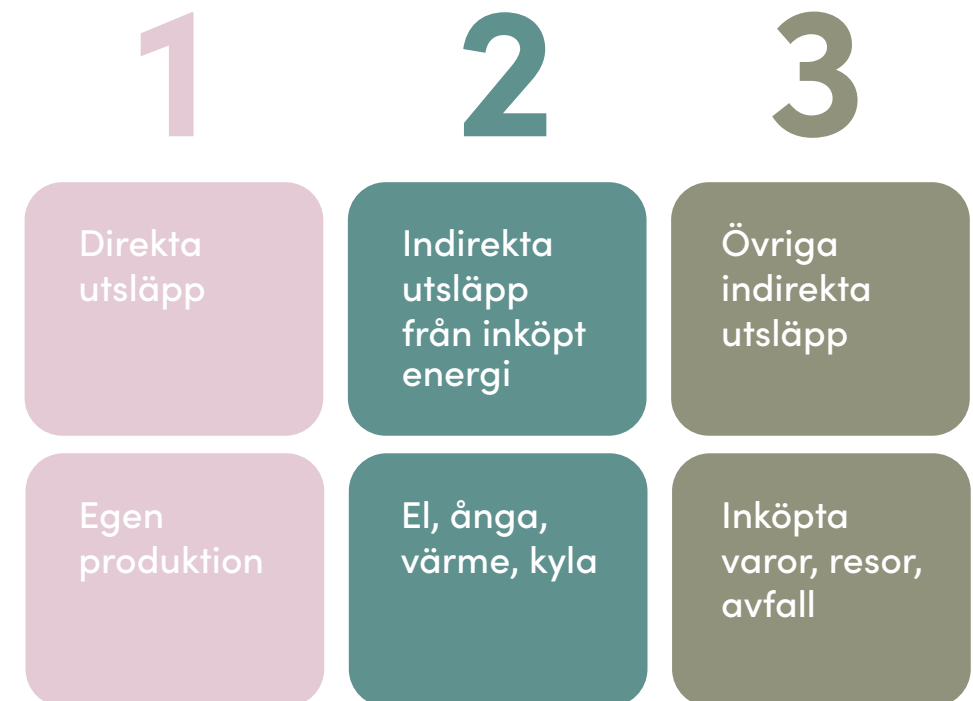 1
2
3
Direkta
utsläpp
Indirekta
utsläpp
från inköpt
energi
Övriga
indirekta
utsläpp
Egen
produktion
El, ånga,
värme, kyla
Inköpta
varor, resor,
avfall